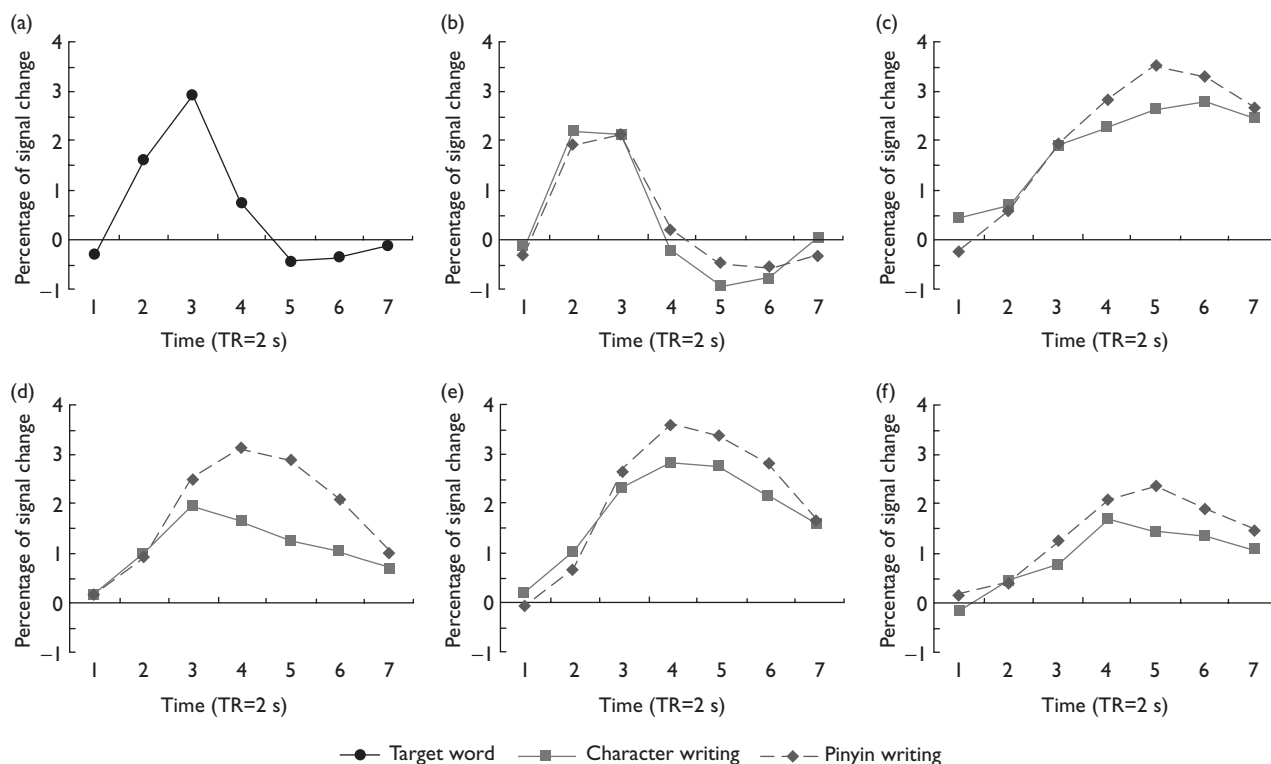 (a)
4
3
2
1
0
−1
Percentage of signal change
1 2 3 4 5 6 7
Time (TR=2 s)
(b)
4
3
2
1
0
−1
Percentage of signal change
1 2 3 4 5 6 7
Time (TR=2 s)
(c)
4
3
2
1
0
−1
Percentage of signal change
1 2 3 4 5 6 7
Time (TR=2 s)
(d)
4
3
2
1
0
−1
Percentage of signal change
1 2 3 4 5 6 7
Time (TR=2 s)
(e)
4
3
2
1
0
−1
Percentage of signal change
1 2 3 4 5 6 7
Time (TR=2 s)
(f)
4
3
2
1
0
−1
Percentage of signal change
1 2 3 4 5 6 7
Time (TR=2 s)
Target word Character writing Pinyin writing